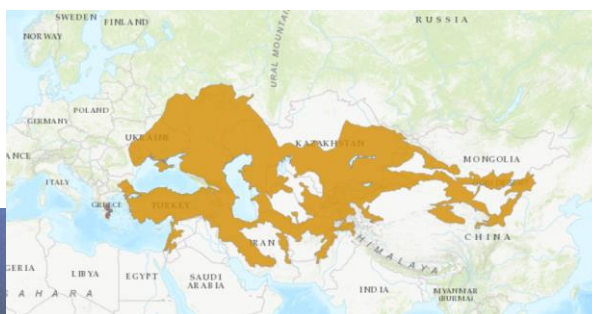 SWEDEN FINLAND
NORWAY
RUSSIA
URAL MOUNTAI
POLAND
GERMANY
UKRAINE
KAZAKHSTAN
MONGOLIA
ANCE
ITALY
GREECE
TURKEY
IRAN
CHINA
HIMALAYA
GERIA
LIBYA
EGYPT
SAUDI
ARABIA
INDIA
MYANMAR
(BURMA)
SAHARA